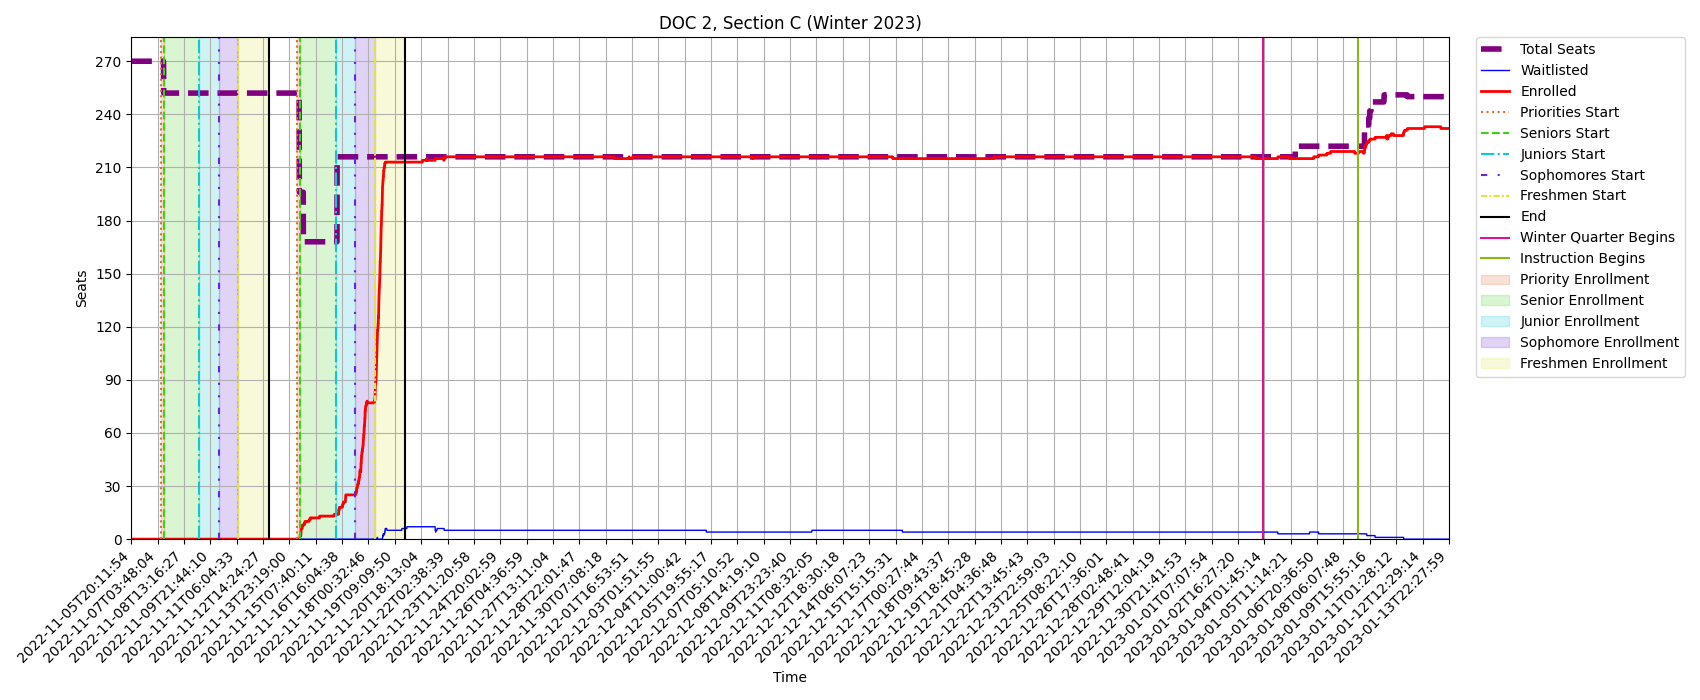 DOC 2, Section C (Winter 2023)
Seats
270
240
210
180
150
120
90
60
30
0
2022-11-05T20:11:54
2022-11-07T03:48:04
2022-11-08T13:16:27
2022-11-09T21:44:10
2022-11-11T06:04:33
2022-11-12T14:24:27
2022-11-13T23:19:00
2022-11-15T07:40:11
2022-11-16T16:04:38
2022-11-18T00:32:46
2022-11-19T09:09:50
2022-11-20T18:13:04
2022-11-22T02:38:39
2022-11-23T11:20:58
2022-11-24T20:02:59
2022-11-26T04:36:59
2022-11-27T13:11:04
2022-11-28T22:01:47
2022-11-30T07:08:18
2022-12-01T16:53:51
2022-12-03T01:51:55
2022-12-04T11:00:42
2022-12-05T19:55:17
2022-12-07T05:10:52
2022-12-08T14:19:10
2022-12-09T23:23:40
2022-12-11T08:32:05
2022-12-12T18:30:18
2022-12-14T06:07:23
2022-12-15T15:15:31
2022-12-17T00:27:44
2022-12-18T09:43:37
2022-12-19T18:45:28
2022-12-21T04:36:48
2022-12-22T13:45:43
2022-12-23T22:59:03
2022-12-25T08:22:10
2022-12-26T17:36:01
2022-12-28T02:48:41
2022-12-29T12:04:19
2022-12-30T21:41:53
2023-01-01T07:07:54
2023-01-02T16:27:20
2023-01-04T01:45:14
2023-01-05T11:14:21
2023-01-06T20:36:50
2023-01-08T06:07:48
2023-01-09T15:55:16
2023-01-11T01:28:12
2023-01-12T12:29:14
2023-01-13T22:27:59
Time
Total Seats
Waitlisted
Enrolled
Priorities Start
Seniors Start
Juniors Start
Sophomores Start
Freshmen Start
End
Winter Quarter Begins
Instruction Begins
Priority Enrollment
Senior Enrollment
Junior Enrollment
Sophomore Enrollment
Freshmen Enrollment